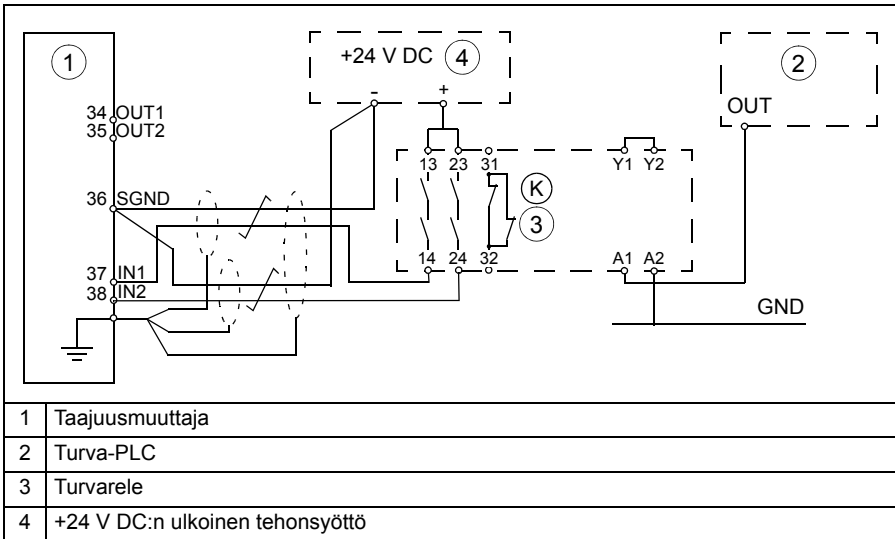 1
+24 V DC 4
2
- +
OUT
34 OUT1
35 OUT2
13 23 31
Y1 Y2
K
36 SGND
3
14 24 32
A1 A2
37 IN1
38 IN2
GND
1 Taajuusmuuttaja
2 Turva-PLC
3 Turvarele
4 +24 V DC:n ulkoinen tehonsyöttö